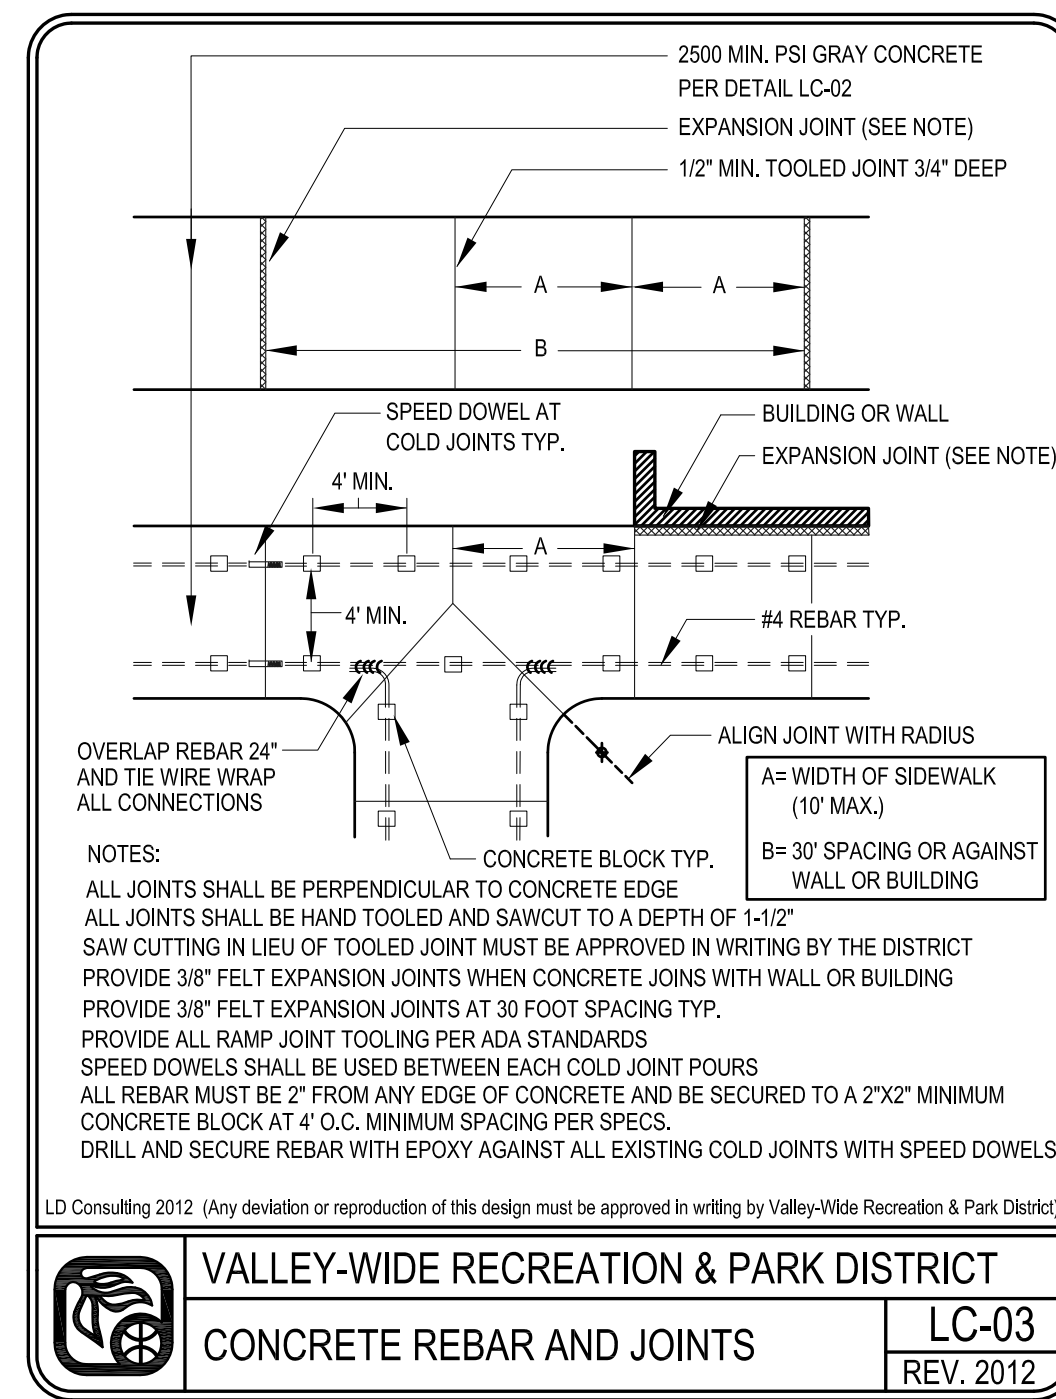 2500 MIN. PSI GRAY CONCRETE
PER DETAIL LC-02
EXPANSION JOINT (SEE NOTE)
1/2" MIN. TOOLED JOINT 3/4" DEEP
A
A
B
SPEED DOWEL AT
COLD JOINTS TYP.
BUILDING OR WALL
EXPANSION JOINT (SEE NOTE)
4' MIN.
A
4' MIN.
#4 REBAR TYP.
OVERLAP REBAR 24"
AND TIE WIRE WRAP
ALL CONNECTIONS
ALIGN JOINT WITH RADIUS
A= WIDTH OF SIDEWALK
(10' MAX.)
B= 30' SPACING OR AGAINST
WALL OR BUILDING
CONCRETE BLOCK TYP.
NOTES:
ALL JOINTS SHALL BE PERPENDICULAR TO CONCRETE EDGE
ALL JOINTS SHALL BE HAND TOOLED AND SAWCUT TO A DEPTH OF 1-1/2"
SAW CUTTING IN LIEU OF TOOLED JOINT MUST BE APPROVED IN WRITING BY THE DISTRICT
PROVIDE 3/8" FELT EXPANSION JOINTS WHEN CONCRETE JOINS WITH WALL OR BUILDING
PROVIDE 3/8" FELT EXPANSION JOINTS AT 30 FOOT SPACING TYP.
PROVIDE ALL RAMP JOINT TOOLING PER ADA STANDARDS
SPEED DOWELS SHALL BE USED BETWEEN EACH COLD JOINT POURS
ALL REBAR MUST BE 2" FROM ANY EDGE OF CONCRETE AND BE SECURED TO A 2"X2" MINIMUM
CONCRETE BLOCK AT 4' O.C. MINIMUM SPACING PER SPECS.
DRILL AND SECURE REBAR WITH EPOXY AGAINST ALL EXISTING COLD JOINTS WITH SPEED DOWELS
LD Consulting 2012 (Any deviation or reproduction of this design must be approved in writing by Valley-Wide Recreation & Park District)
VALLEY-WIDE RECREATION & PARK DISTRICT
CONCRETE REBAR AND JOINTS
LC-03
REV. 2012